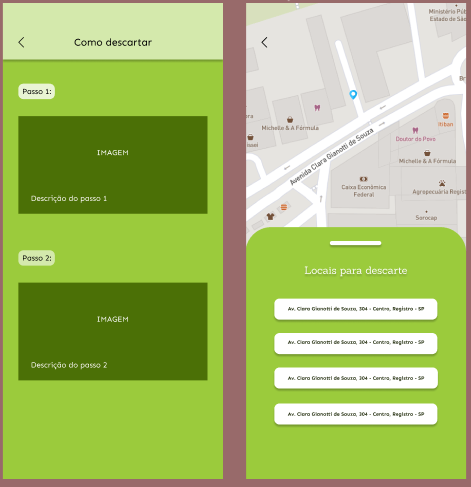 Como descartar
Passo 1:
IMAGEM
Descrição do passo 1
Passo 2:
IMAGEM
Descrição do passo 2
Ministério Púb
Estado de São
Br
Michelle & A Fórmula
Avenida Clara Gianotti de Souza
Itiban
Doutor do Povo
Michelle & A Fórmula
Caixa Econômica
Federal
Agropecuária Regist
Sorocap
Locais para descarte
Av. Clara Gianotti de Souza, 304 - Centro, Registro - SP
Av. Clara Gianotti de Souza, 304 - Centro, Registro - SP
Av. Clara Gianotti de Souza, 304 - Centro, Registro - SP
Av. Clara Gianotti de Souza, 304 - Centro, Registro - SP